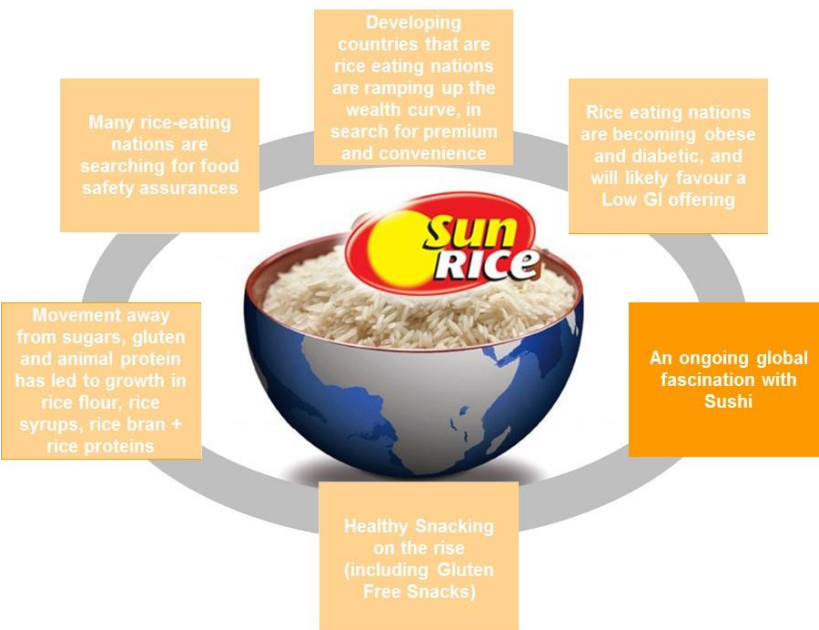 Developing
countries that are
rice eating nations
are ramping up the
wealth curve, in
search for premium
and convenience
Many rice-eating
nations are
searching for food
safety assurances
Rice eating nations
are becoming obese
and diabetic, and
will likely favour a
Low GI offering
Sun
RICE
Movement away
from sugars, gluten
and animal protein
has led to growth in
rice flour, rice
syrups, rice bran +
rice proteins
An ongoing global
fascination with
Sushi
Healthy Snacking
on the rise
(including Gluten
Free Snacks)